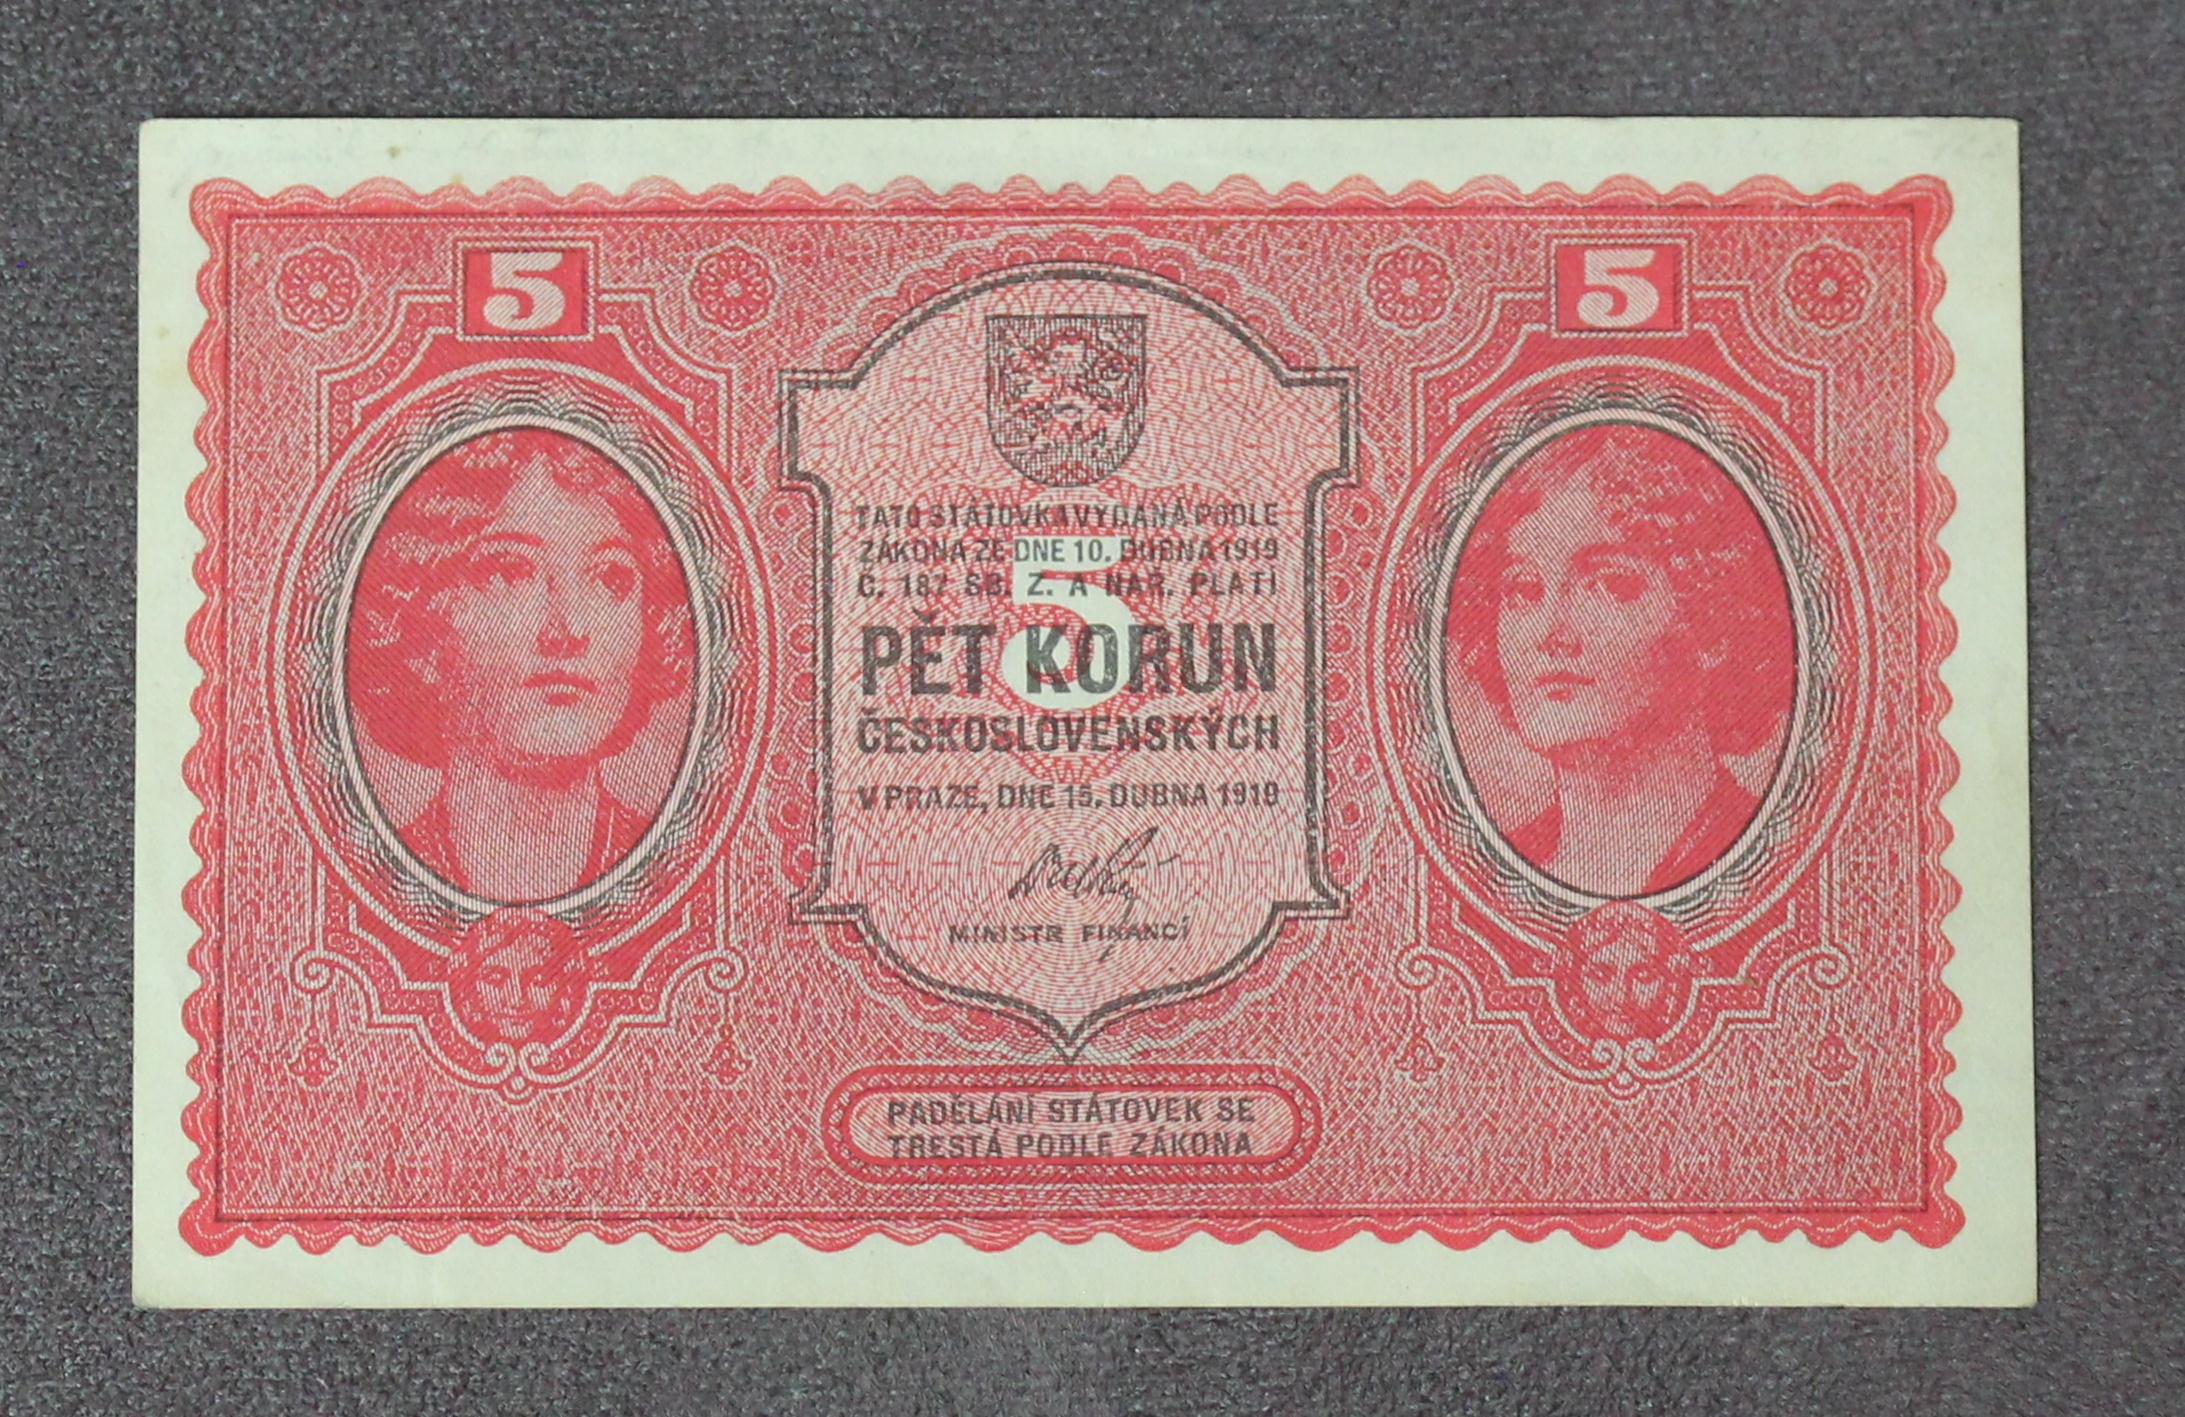 5
5
TATO STÁTOVKA VYDANÁ PODLE
ZÁKONA ZE DNE 10. DUBNA 1919
Č. 187 SB. Z. A NAŘ. PLATÍ
5
PĚT KORUN
ČESKOSLOVENSKÝCH
V PRAZE, DNE 15. DUBNA 1919
MINISTR FINANCÍ
PADĚLÁNÍ STÁTOVEK SE
TRESTÁ PODLE ZÁKONA